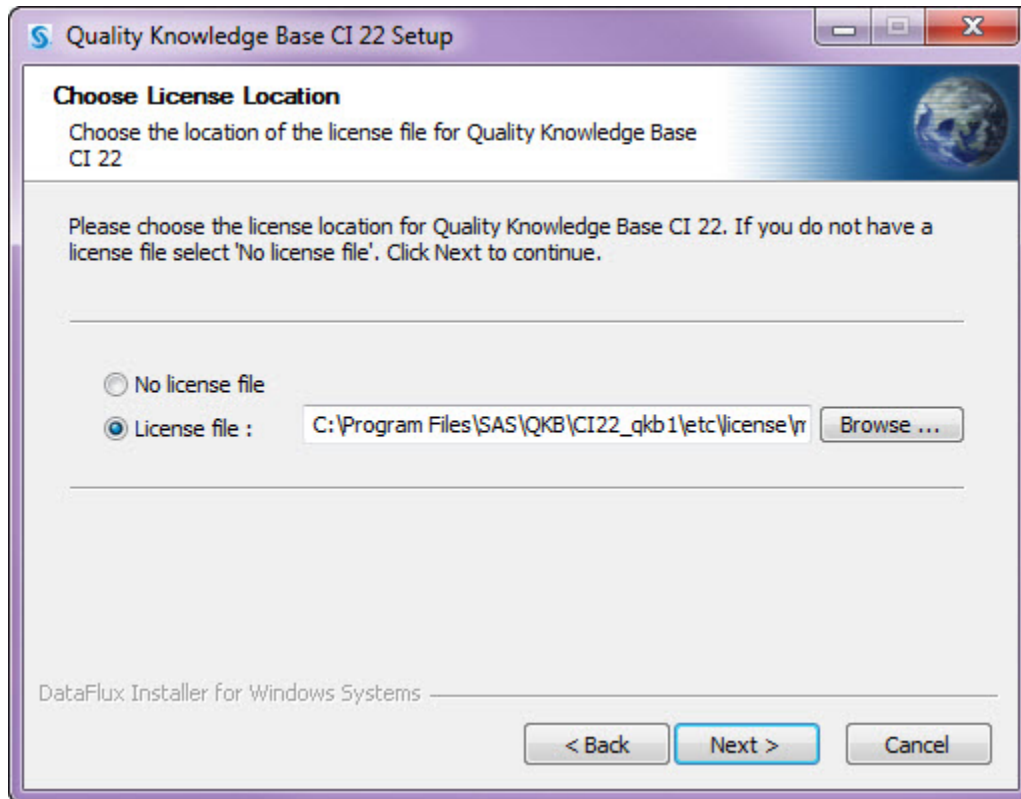 Quality Knowledge Base CI 22 Setup
Choose License Location
Choose the location of the license file for Quality Knowledge Base
CI 22
Please choose the license location for Quality Knowledge Base CI 22. If you do not have a
license file select 'No license file'. Click Next to continue.
No license file
License file : C:\Program Files\SAS\QKB\CI22_qkb1\etc\license\ Browse ...
DataFlux Installer for Windows Systems
< Back Next > Cancel